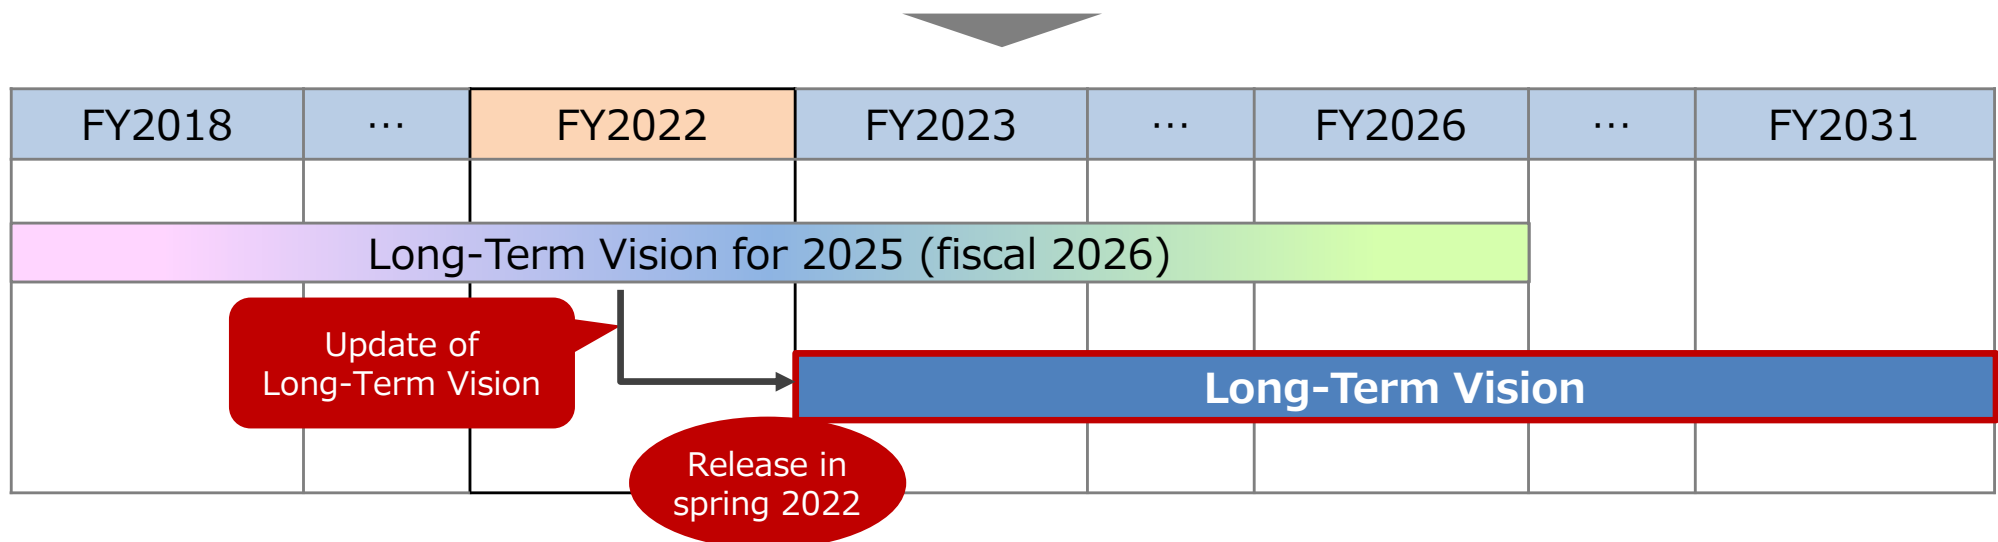 FY2018 … FY2022 FY2023 … FY2026 … FY2031
Long-Term Vision for 2025 (fiscal 2026)
Update of
Long-Term Vision
Long-Term Vision
Release in
spring 2022